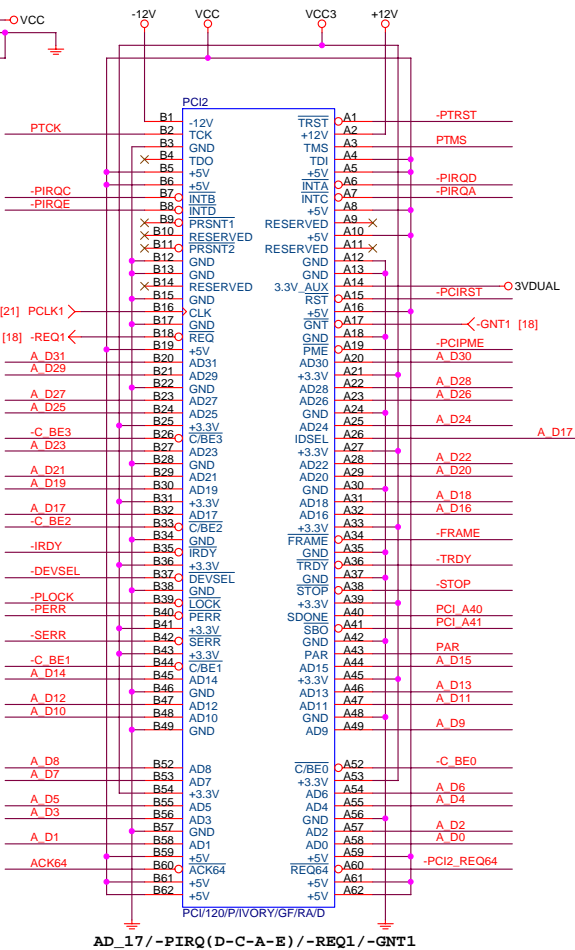 VCC
-12V VCC VCC3 +12V
PCI2
B1 -12V TRST A1 -PTRST
PTCK B2 TCK +12V A2
B3 GND TMS A3 PTMS
B4 TDO TDI A4
B5 +5V +5V A5
B6 +5V INTA A6 -PIRQD
-PIRQC B7 INTB INTC A7 -PIRQA
-PIRQE B8 INTD +5V A8
B9 PRSNT1 RESERVED A9
B10 RESERVED +5V A10
B11 PRSNT2 RESERVED A11
B12 GND GND A12
B13 GND GND A13
B14 RESERVED 3.3V_AUX A14 3VDUAL
B15 GND RST A15 -PCIRST
[21] PCLK1 B16 CLK +5V A16
B17 GND GNT A17 -GNT1 [18]
[18] -REQ1 B18 REQ GND A18
B19 +5V PME A19 -PCIPME
A_D31 B20 AD31 AD30 A20 A_D30
A_D29 B21 AD29 +3.3V A21
B22 GND AD28 A22 A_D28
A_D27 B23 AD27 AD26 A23 A_D26
A_D25 B24 AD25 GND A24
B25 +3.3V AD24 A25 A_D24
-C_BE3 B26 C/BE3 IDSEL A26 A_D17
A_D23 B27 AD23 +3.3V A27
B28 GND AD22 A28 A_D22
A_D21 B29 AD21 AD20 A29 A_D20
A_D19 B30 AD19 GND A30
B31 +3.3V AD18 A31 A_D18
A_D17 B32 AD17 AD16 A32 A_D16
-C_BE2 B33 C/BE2 +3.3V A33
B34 GND FRAME A34 -FRAME
-IRDY B35 IRDY GND A35
B36 +3.3V TRDY A36 -TRDY
-DEVSEL B37 DEVSEL GND A37
B38 GND STOP A38 -STOP
-PLOCK B39 LOCK +3.3V A39
-PERR B40 PERR SDONE A40 PCI_A40
B41 +3.3V SBO A41 PCI_A41
-SERR B42 SERR GND A42
B43 +3.3V PAR A43 PAR
-C_BE1 B44 C/BE1 AD15 A44 A_D15
A_D14 B45 AD14 +3.3V A45
B46 GND AD13 A46 A_D13
A_D12 B47 AD12 AD11 A47 A_D11
A_D10 B48 AD10 GND A48
B49 GND AD9 A49 A_D9
A_D8 B52 AD8 C/BE0 A52 -C_BE0
A_D7 B53 AD7 +3.3V A53
B54 +3.3V AD6 A54 A_D6
A_D5 B55 AD5 AD4 A55 A_D4
A_D3 B56 AD3 GND A56
B57 GND AD2 A57 A_D2
A_D1 B58 AD1 AD0 A58 A_D0
B59 +5V +5V A59
ACK64 B60 ACK64 REQ64 A60 -PCI2_REQ64
B61 +5V +5V A61
B62 +5V +5V A62
PCI/120/P/IVORY/GF/RA/D
AD_17/-PIRQ(D-C-A-E)/-REQ1/-GNT1